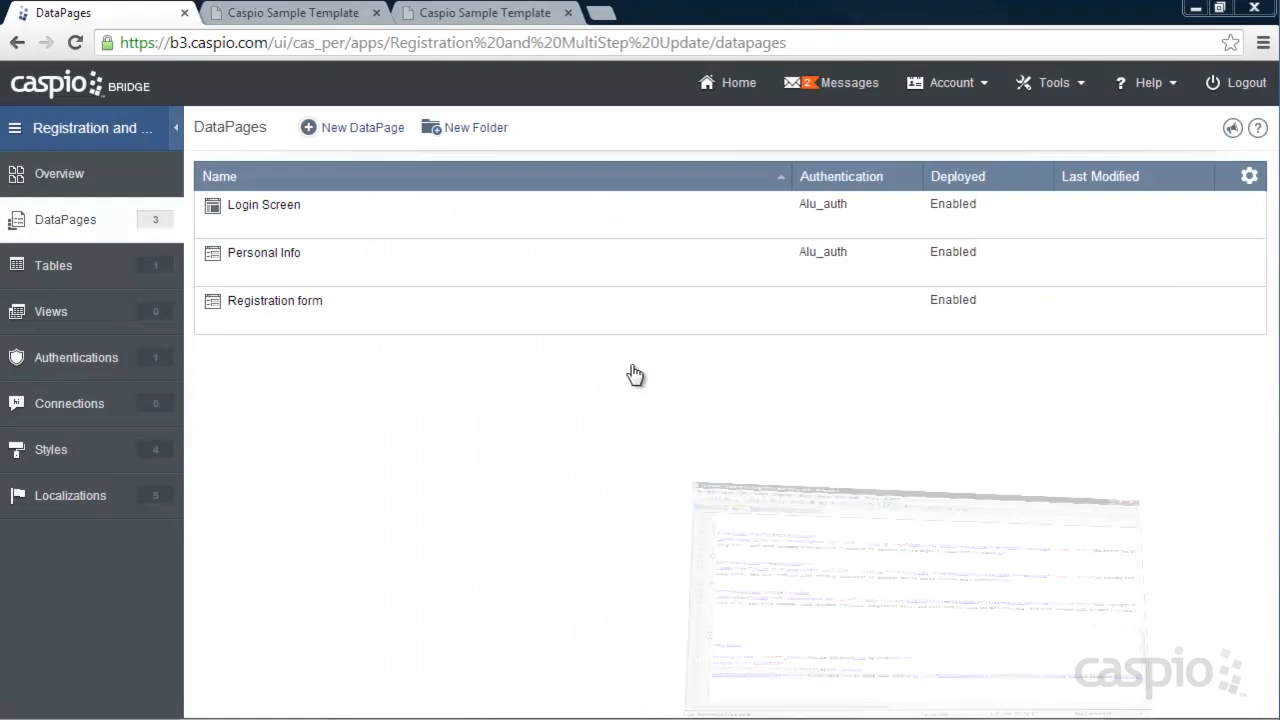 DataPages
Caspio Sample Template
Caspio Sample Template
https://b3.caspio.com/ui/cas_per/apps/Registration%20and%20MultiStep%20Update/datapages
caspio BRIDGE
Home
2
Messages
Account
Tools
? Help
Logout
Registration and ...
DataPages
New DataPage
New Folder
?
Overview
Name
Authentication
Deployed
Last Modified
Login Screen
Alu_auth
Enabled
DataPages
3
Personal Info
Alu_auth
Enabled
Tables
1
Registration form
Enabled
Views
0
Authentications
1
hi
Connections
0
Styles
4
Localizations
5
caspio